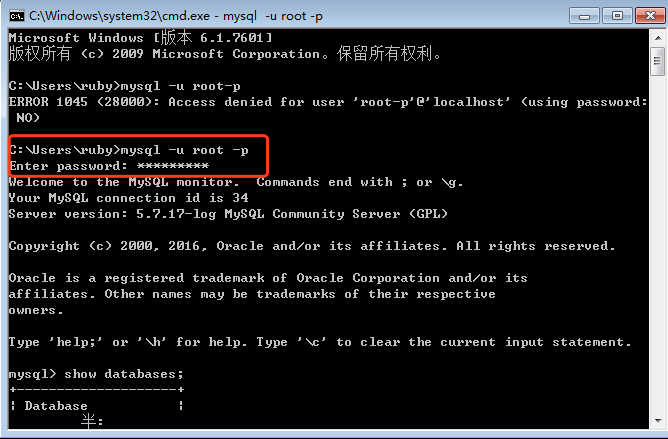 C:\Windows\system32\cmd.exe - mysql -u root -p
Microsoft Windows [版本 6.1.7601]
版权所有 (c) 2009 Microsoft Corporation。保留所有权利。
C:\Users\ruby>mysql -u root-p
ERROR 1045 (28000): Access denied for user 'root-p'@'localhost' (using password:
NO)
C:\Users\ruby>mysql -u root -p
Enter password: *********
Welcome to the MySQL monitor.  Commands end with ; or \g.
Your MySQL connection id is 34
Server version: 5.7.17-log MySQL Community Server (GPL)
Copyright (c) 2000, 2016, Oracle and/or its affiliates. All rights reserved.
Oracle is a registered trademark of Oracle Corporation and/or its
affiliates. Other names may be trademarks of their respective
owners.
Type 'help;' or '\h' for help. Type '\c' to clear the current input statement.
mysql> show databases;
+--------------------+
| Database           |
半: